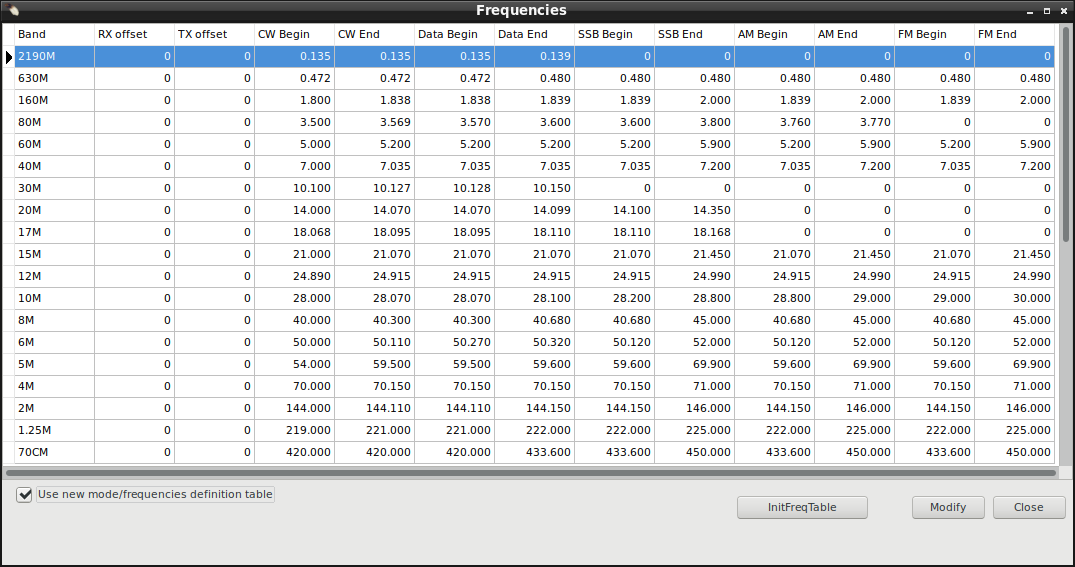 Frequencies
Band RX offset TX offset CW Begin CW End Data Begin Data End SSB Begin SSB End AM Begin AM End FM Begin FM End
2190M 0 0 0.135 0.135 0.135 0.139 0 0 0 0 0 0
630M 0 0 0.472 0.472 0.472 0.480 0.480 0.480 0.480 0.480 0.480 0.480
160M 0 0 1.800 1.838 1.838 1.839 1.839 2.000 1.839 2.000 1.839 2.000
80M 0 0 3.500 3.569 3.570 3.600 3.600 3.800 3.760 3.770 0 0
60M 0 0 5.000 5.200 5.200 5.200 5.200 5.900 5.200 5.900 5.200 5.900
40M 0 0 7.000 7.035 7.035 7.035 7.035 7.200 7.035 7.200 7.035 7.200
30M 0 0 10.100 10.127 10.128 10.150 0 0 0 0 0 0
20M 0 0 14.000 14.070 14.070 14.099 14.100 14.350 0 0 0 0
17M 0 0 18.068 18.095 18.095 18.110 18.110 18.168 0 0 0 0
15M 0 0 21.000 21.070 21.070 21.070 21.070 21.450 21.070 21.450 21.070 21.450
12M 0 0 24.890 24.915 24.915 24.915 24.915 24.990 24.915 24.990 24.915 24.990
10M 0 0 28.000 28.070 28.070 28.100 28.200 28.800 28.800 29.000 29.000 30.000
8M 0 0 40.000 40.300 40.300 40.680 40.680 45.000 40.680 45.000 40.680 45.000
6M 0 0 50.000 50.110 50.270 50.320 50.120 52.000 50.120 52.000 50.120 52.000
5M 0 0 54.000 59.500 59.500 59.600 59.600 69.900 59.600 69.900 59.600 69.900
4M 0 0 70.000 70.150 70.150 70.150 70.150 71.000 70.150 71.000 70.150 71.000
2M 0 0 144.000 144.110 144.110 144.150 144.150 146.000 144.150 146.000 144.150 146.000
1.25M 0 0 219.000 221.000 221.000 222.000 222.000 225.000 222.000 225.000 222.000 225.000
70CM 0 0 420.000 420.000 420.000 433.600 433.600 450.000 433.600 450.000 433.600 450.000
Use new mode/frequencies definition table
InitFreqTable Modify Close